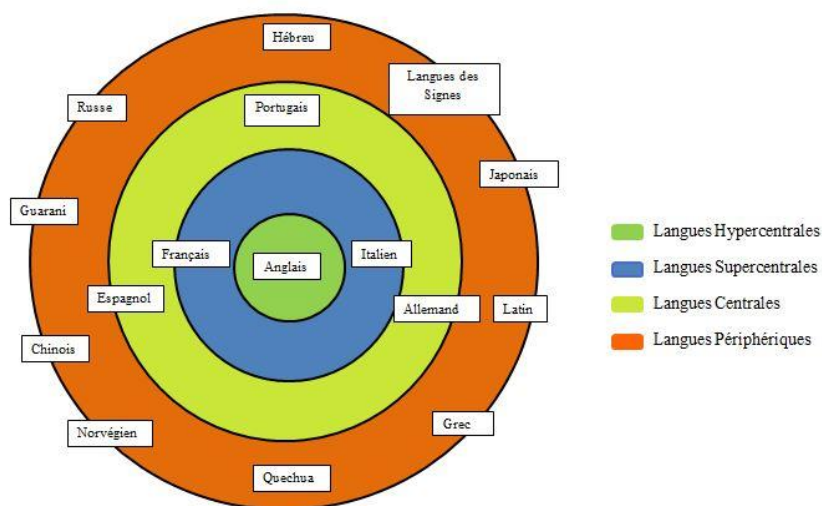 Hébreu
Langues des
Signes
Russe
Portugais
Japonais
Guarani
Français
Italien
Anglais
Espagnol
Allemand
Latin
Chinois
Norvégien
Grec
Quechua
Langues Hypercentrales
Langues Supercentrales
Langues Centrales
Langues Périphériques